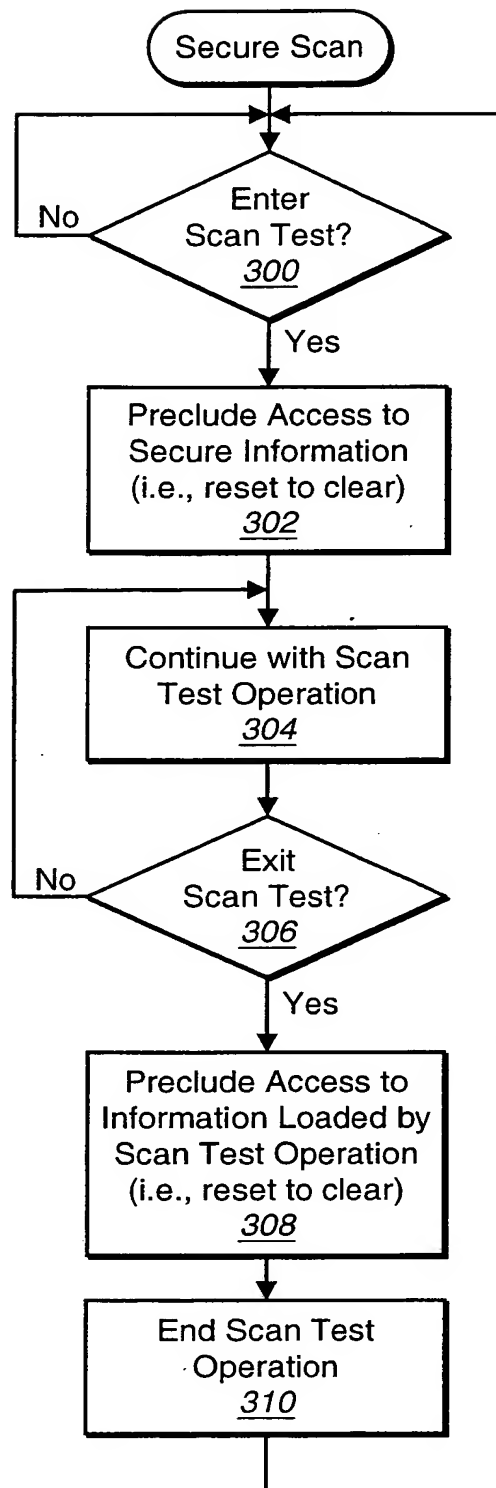 Secure Scan
Enter
Scan Test?
300
No
Yes
Preclude Access to
Secure Information
(i.e., reset to clear)
302
Continue with Scan
Test Operation
304
Exit
Scan Test?
306
No
Yes
Preclude Access to
Information Loaded by
Scan Test Operation
(i.e., reset to clear)
308
End Scan Test
Operation
310